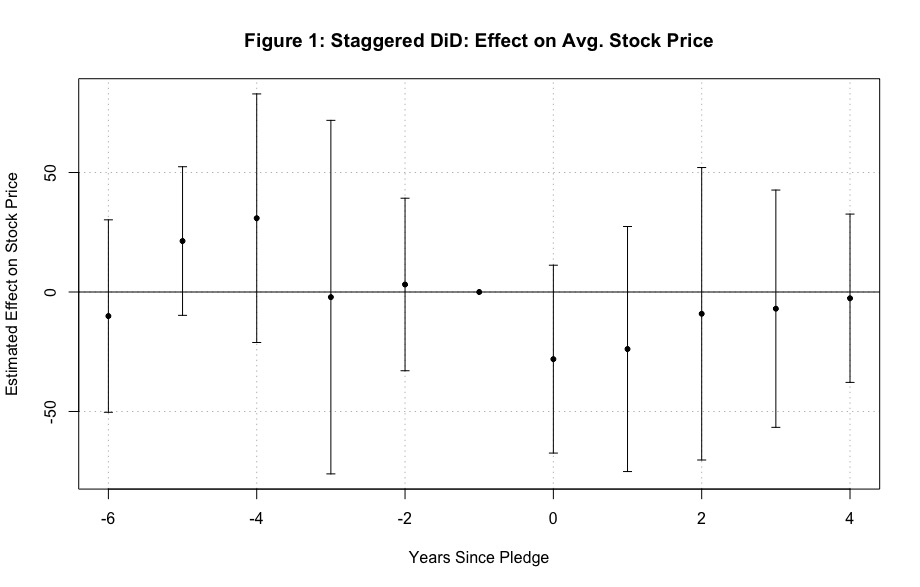 Figure 1: Staggered DiD: Effect on Avg. Stock Price
Estimated Effect on Stock Price
50
0
-50
-6 -4 -2 0 2 4
Years Since Pledge